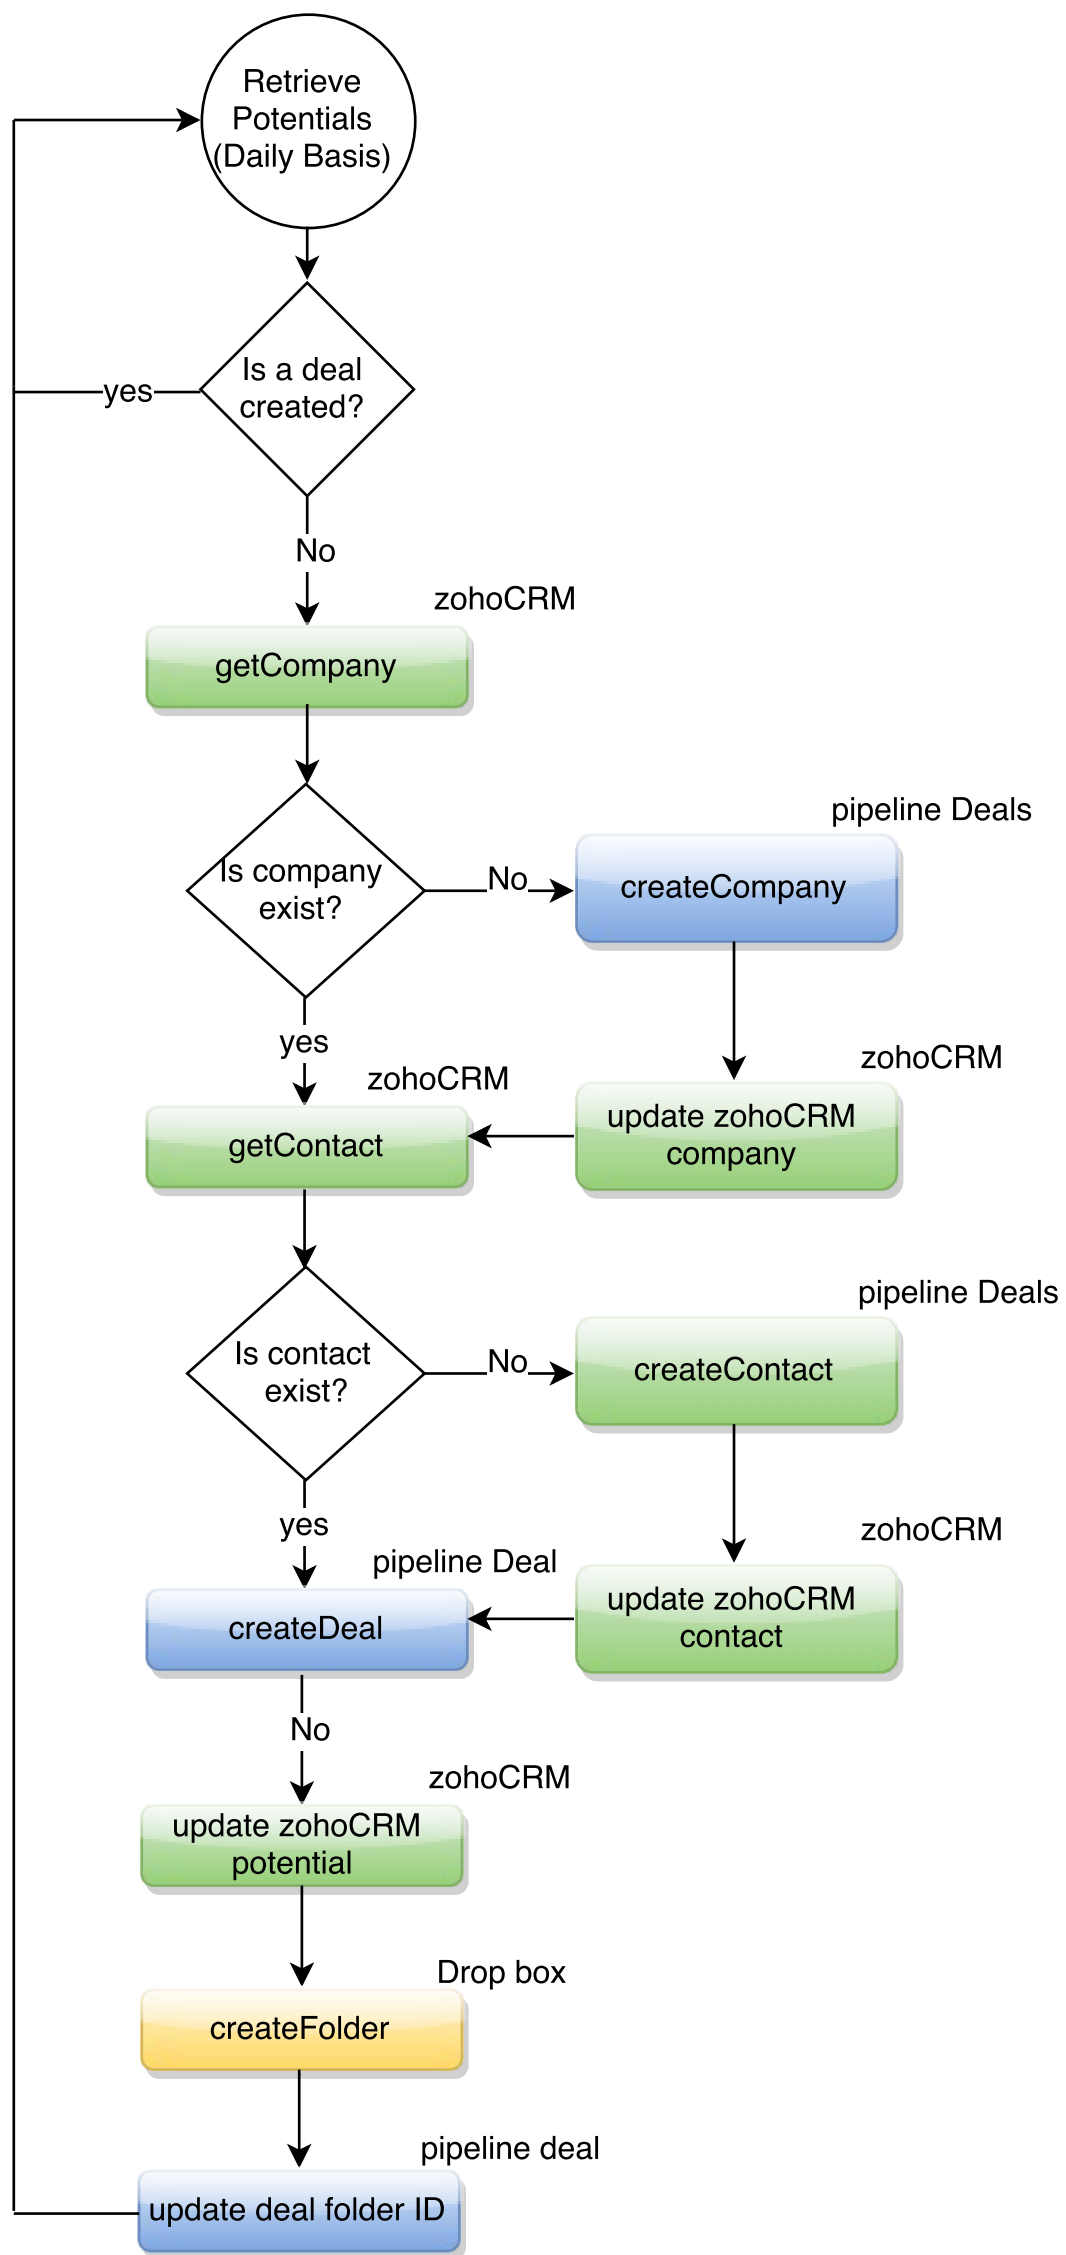 Retrieve
Potentials
(Daily Basis)
Is a deal
created?
yes
No
zohoCRM
getCompany
pipeline Deals
Is company
exist?
No
createCompany
yes
zohoCRM
zohoCRM
getContact
update zohoCRM
company
pipeline Deals
Is contact
exist?
No
createContact
yes
zohoCRM
pipeline Deal
createDeal
update zohoCRM
contact
No
zohoCRM
update zohoCRM
potential
Drop box
createFolder
pipeline deal
update deal folder ID